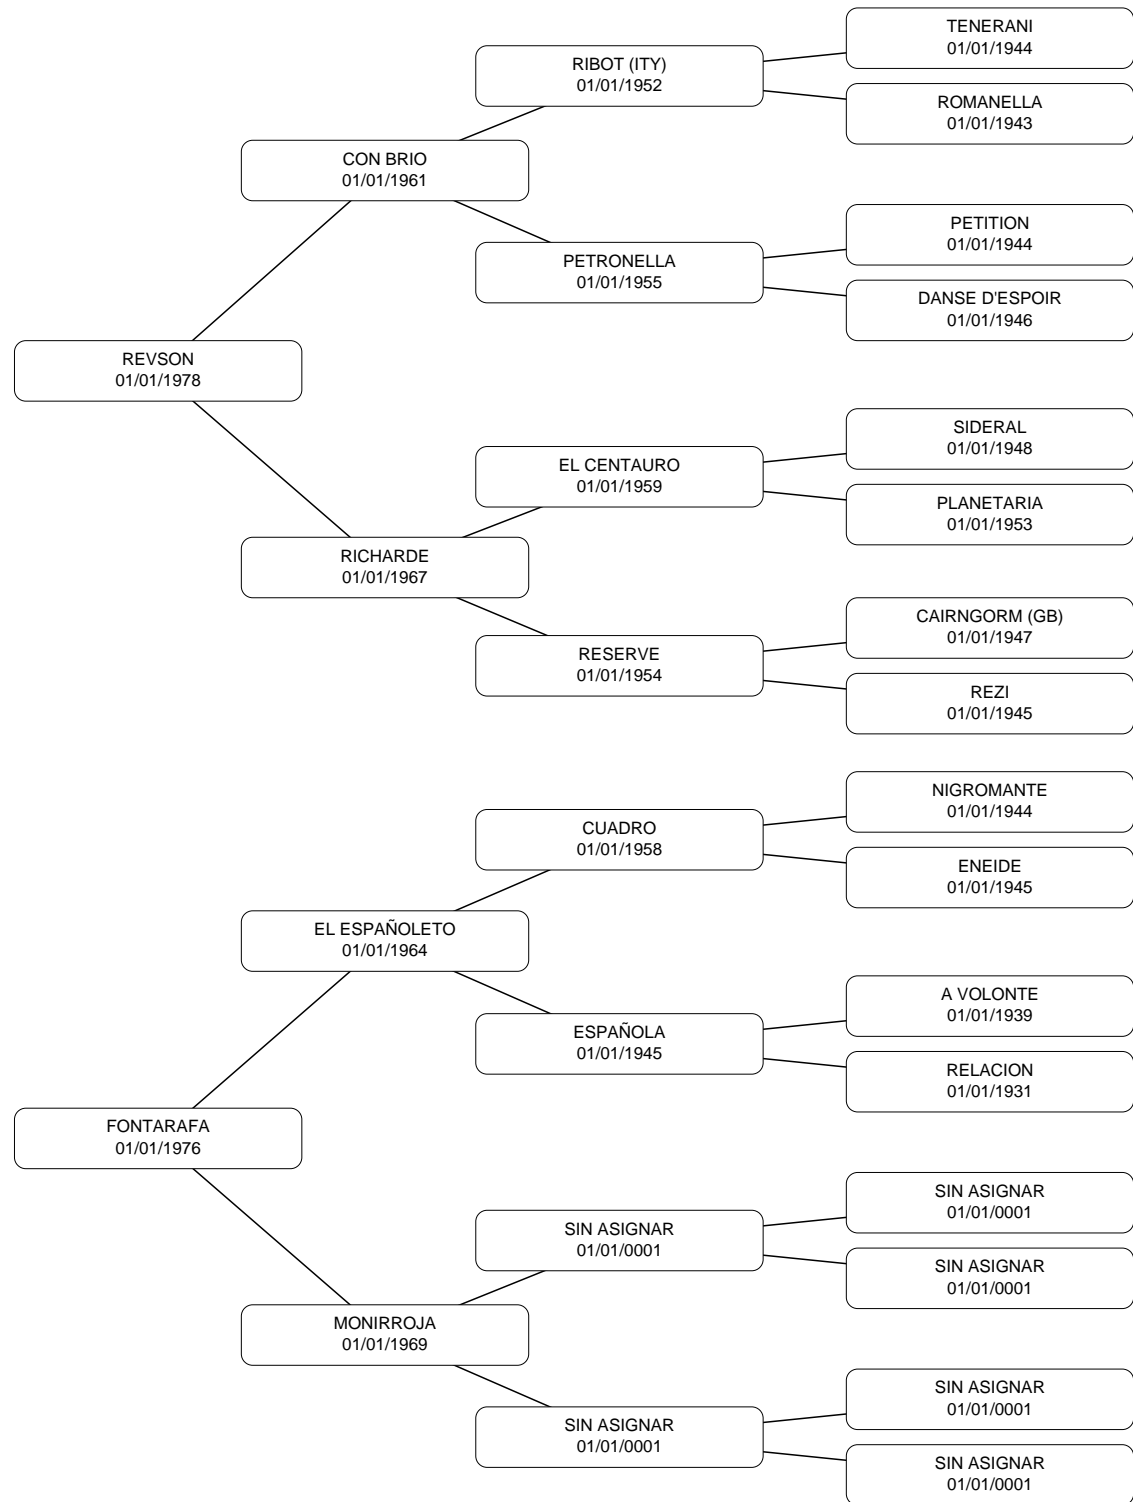 TENERANI
01/01/1944
RIBOT (ITY)
01/01/1952
ROMANELLA
01/01/1943
CON BRIO
01/01/1961
PETITION
01/01/1944
PETRONELLA
01/01/1955
DANSE D'ESPOIR
01/01/1946
REVSON
01/01/1978
SIDERAL
01/01/1948
EL CENTAURO
01/01/1959
PLANETARIA
01/01/1953
RICHARDE
01/01/1967
CAIRNGORM (GB)
01/01/1947
RESERVE
01/01/1954
REZI
01/01/1945
NIGROMANTE
01/01/1944
CUADRO
01/01/1958
ENEIDE
01/01/1945
EL ESPAÑOLETO
01/01/1964
A VOLONTE
01/01/1939
ESPAÑOLA
01/01/1945
RELACION
01/01/1931
FONTARAFA
01/01/1976
SIN ASIGNAR
01/01/0001
SIN ASIGNAR
01/01/0001
SIN ASIGNAR
01/01/0001
MONIRROJA
01/01/1969
SIN ASIGNAR
01/01/0001
SIN ASIGNAR
01/01/0001
SIN ASIGNAR
01/01/0001